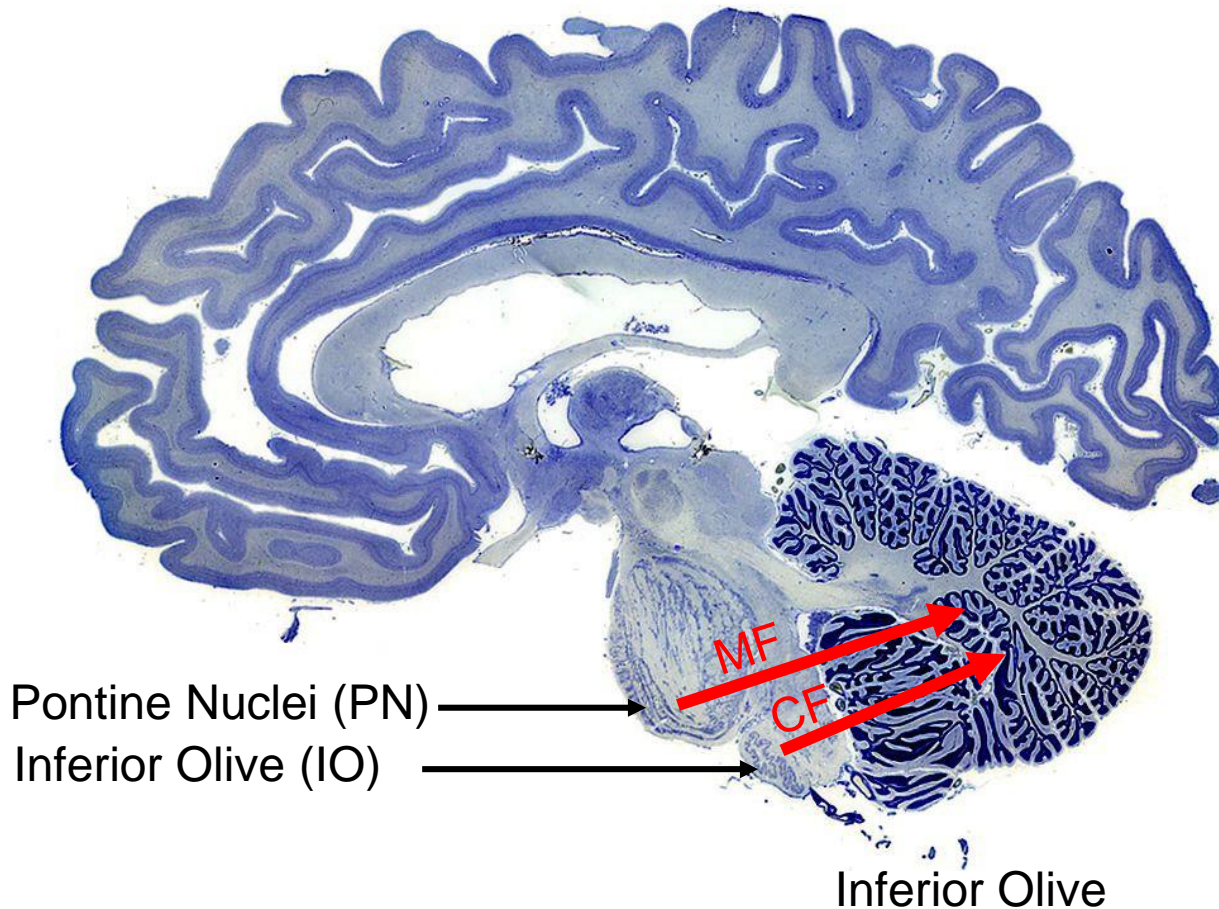 MF
CF
Pontine Nuclei (PN)
Inferior Olive (IO)
Inferior Olive